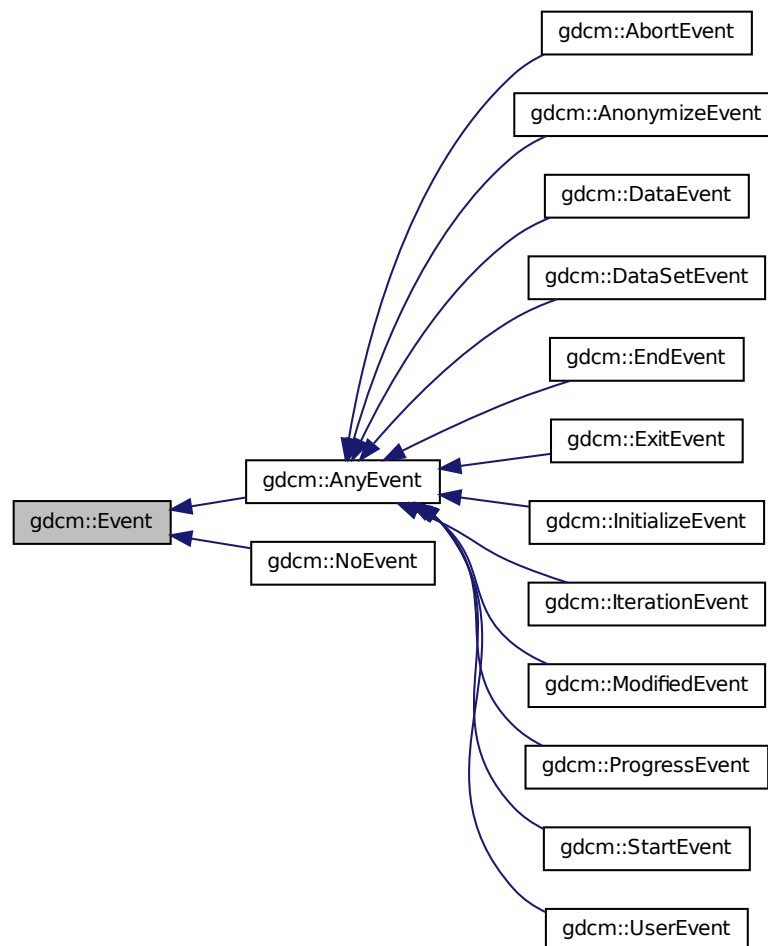 gdcm::AbortEvent
gdcm::AnonymizeEvent
gdcm::DataEvent
gdcm::DataSetEvent
gdcm::EndEvent
gdcm::ExitEvent
gdcm::AnyEvent
gdcm::Event
gdcm::InitializeEvent
gdcm::NoEvent
gdcm::IterationEvent
gdcm::ModifiedEvent
gdcm::ProgressEvent
gdcm::StartEvent
gdcm::UserEvent